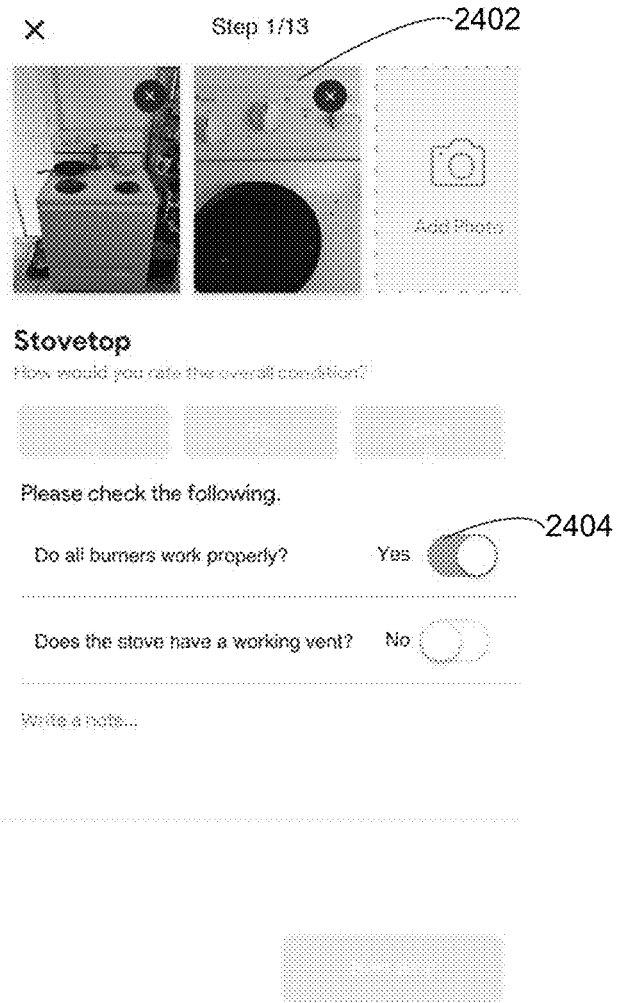 Step 1/13
2402
Add Photo
Stovetop
How would you rate the overall condition?
Please check the following.
2404
Do all burners work properly? Yes
Does the stove have a working vent? No
Write a note...